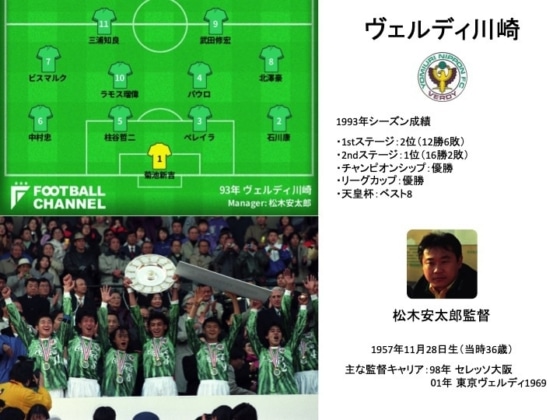 11
三浦知良
9
武田修宏
7
ビスマルク
10
ラモス瑠偉
4
パウロ
8
北澤豪
6
中村忠
5
柱谷哲二
3
ペレイラ
2
石川康
1
菊池新吉
FOOTBALL
CHANNEL
93年 ヴェルディ川崎
Manager: 松木安太郎
ヴェルディ川崎
YOMIURI NIPPON FC
VERDY
1993年シーズン成績
・1stステージ：2位（12勝6敗）
・2ndステージ：1位（16勝2敗）
・チャンピオンシップ：優勝
・リーグカップ：優勝
・天皇杯：ベスト8
松木安太郎監督
1957年11月28日生（当時36歳）
主な監督キャリア：98年 セレッソ大阪
01年 東京ヴェルディ1969